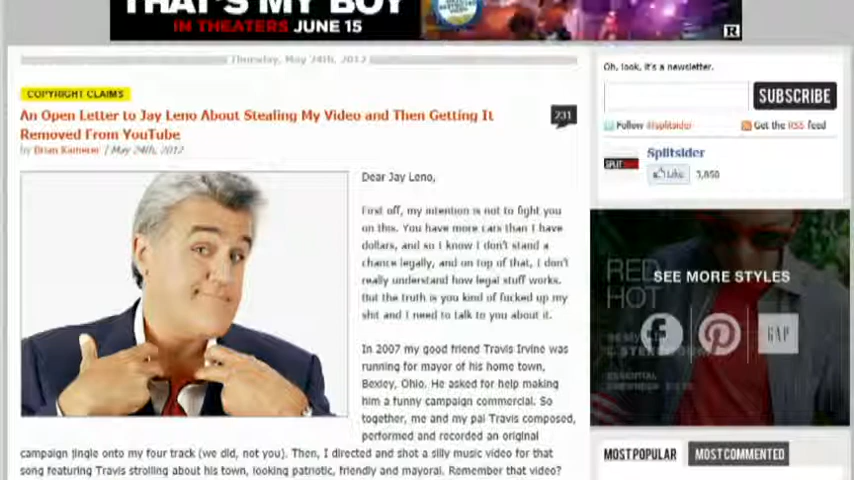 THAT'S MY BOY
IN THEATERS JUNE 15
R
Thursday, May 24th, 2012
COPYRIGHT CLAIMS
An Open Letter to Jay Leno About Stealing My Video and Then Getting It
Removed From YouTube
231
by Brian Kamerer / May 24th, 2012
Dear Jay Leno,
First off, my intention is not to fight you
on this. You have more cars than I have
dollars, and so I know I don't stand a
chance legally, and on top of that, I don't
really understand how legal stuff works.
But the truth is you kind of fucked up my
shit and I need to talk to you about it.
In 2007 my good friend Travis Irvine was
running for mayor of his home town,
Bexley, Ohio. He asked for help making
him a funny campaign commercial. So
together, me and my pal Travis composed,
performed and recorded an original
campaign jingle onto my four track (we did, not you). Then, I directed and shot a silly music video for that
song featuring Travis strolling about his town, looking patriotic, friendly and mayoral. Remember that video?
Oh, look, it's a newsletter.
SUBSCRIBE
Follow @splitsider
Get the RSS feed
Splitsider
Like
3,850
RED
HOT
SEE MORE STYLES
GAP
ESSENTIAL
MOST POPULAR
MOST COMMENTED